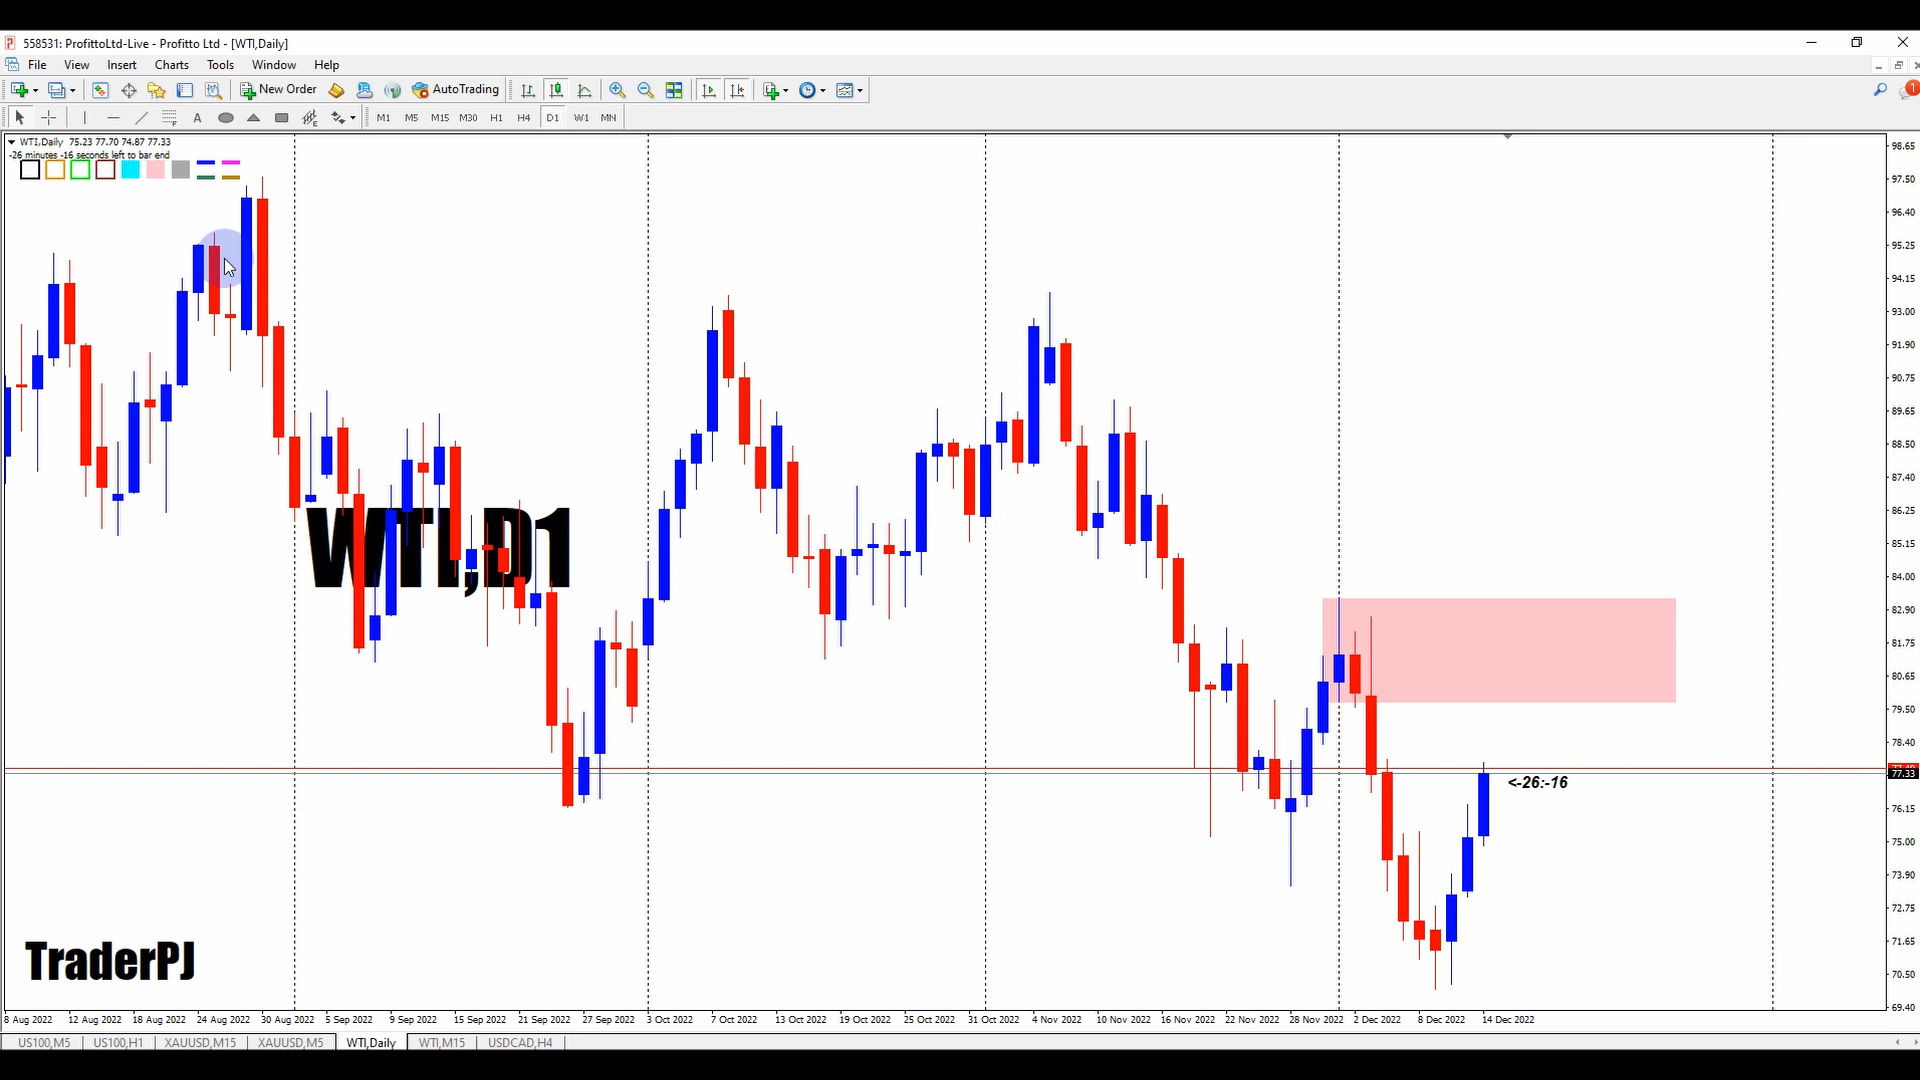 558531: ProfittoLtd-Live - Profitto Ltd - [WTI,Daily]
File View Insert Charts Tools Window Help
New Order AutoTrading
1
A M1 M5 M15 M30 H1 H4 D1 W1 MN
WTI,Daily 75.23 77.70 74.87 77.33
-26 minutes -16 seconds left to bar end
98.65
97.50
96.40
95.25
94.15
93.00
91.90
90.75
89.65
88.50
87.40
86.25
WTI,D1
85.15
84.00
82.90
81.75
80.65
79.50
78.40
77.33
<-26:-16
76.15
75.00
73.90
72.75
71.65
TraderPJ
70.50
69.40
8 Aug 2022 12 Aug 2022 18 Aug 2022 24 Aug 2022 30 Aug 2022 5 Sep 2022 9 Sep 2022 15 Sep 2022 21 Sep 2022 27 Sep 2022 3 Oct 2022 7 Oct 2022 13 Oct 2022 19 Oct 2022 25 Oct 2022 31 Oct 2022 4 Nov 2022 10 Nov 2022 16 Nov 2022 22 Nov 2022 28 Nov 2022 2 Dec 2022 8 Dec 2022 14 Dec 2022
US100,M5 US100,H1 XAUUSD,M15 XAUUSD,M5 WTI,Daily WTI,M15 USDCAD,H4